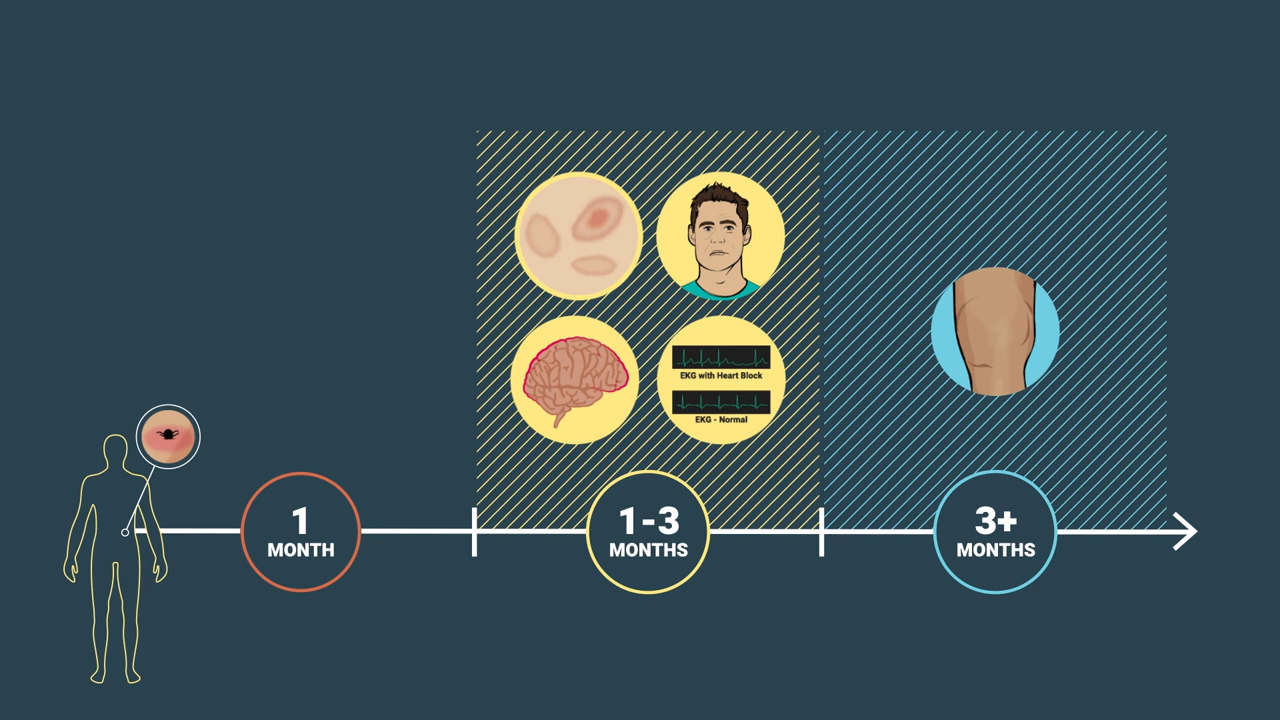 EKG with Heart Block
EKG - Normal
1
MONTH
1-3
MONTHS
3+
MONTHS